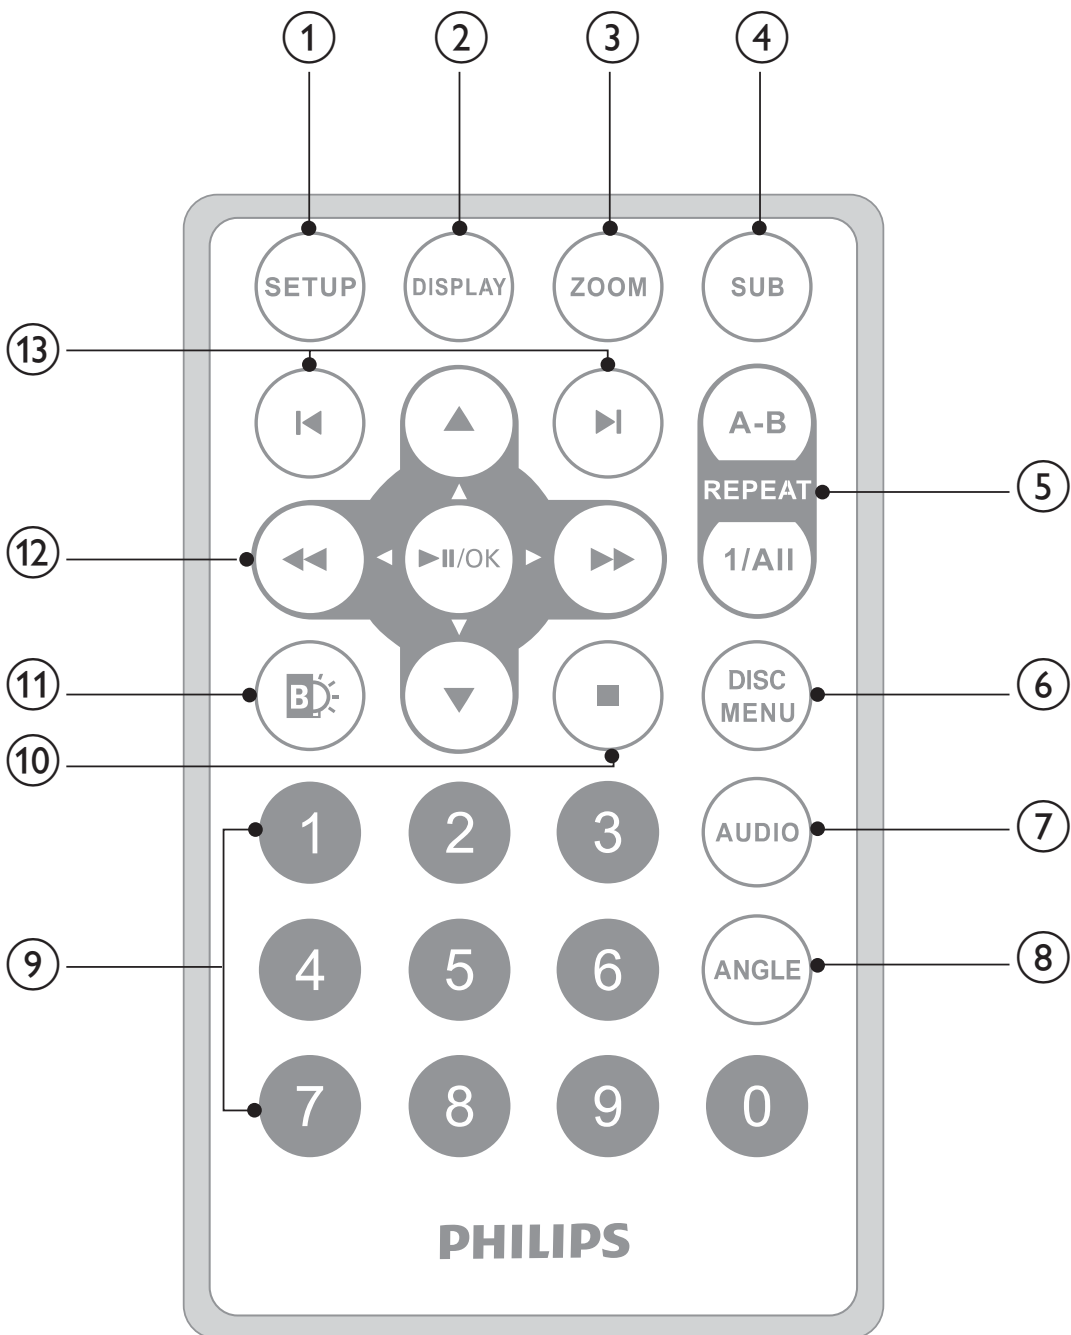 1 2 3 4
SETUP DISPLAY ZOOM SUB
13
A-B
REPEAT 5
12 /OK 1/All
11 B DISC
MENU 6
10
1 2 3 AUDIO 7
9 4 5 6 ANGLE 8
7 8 9 0
PHILIPS